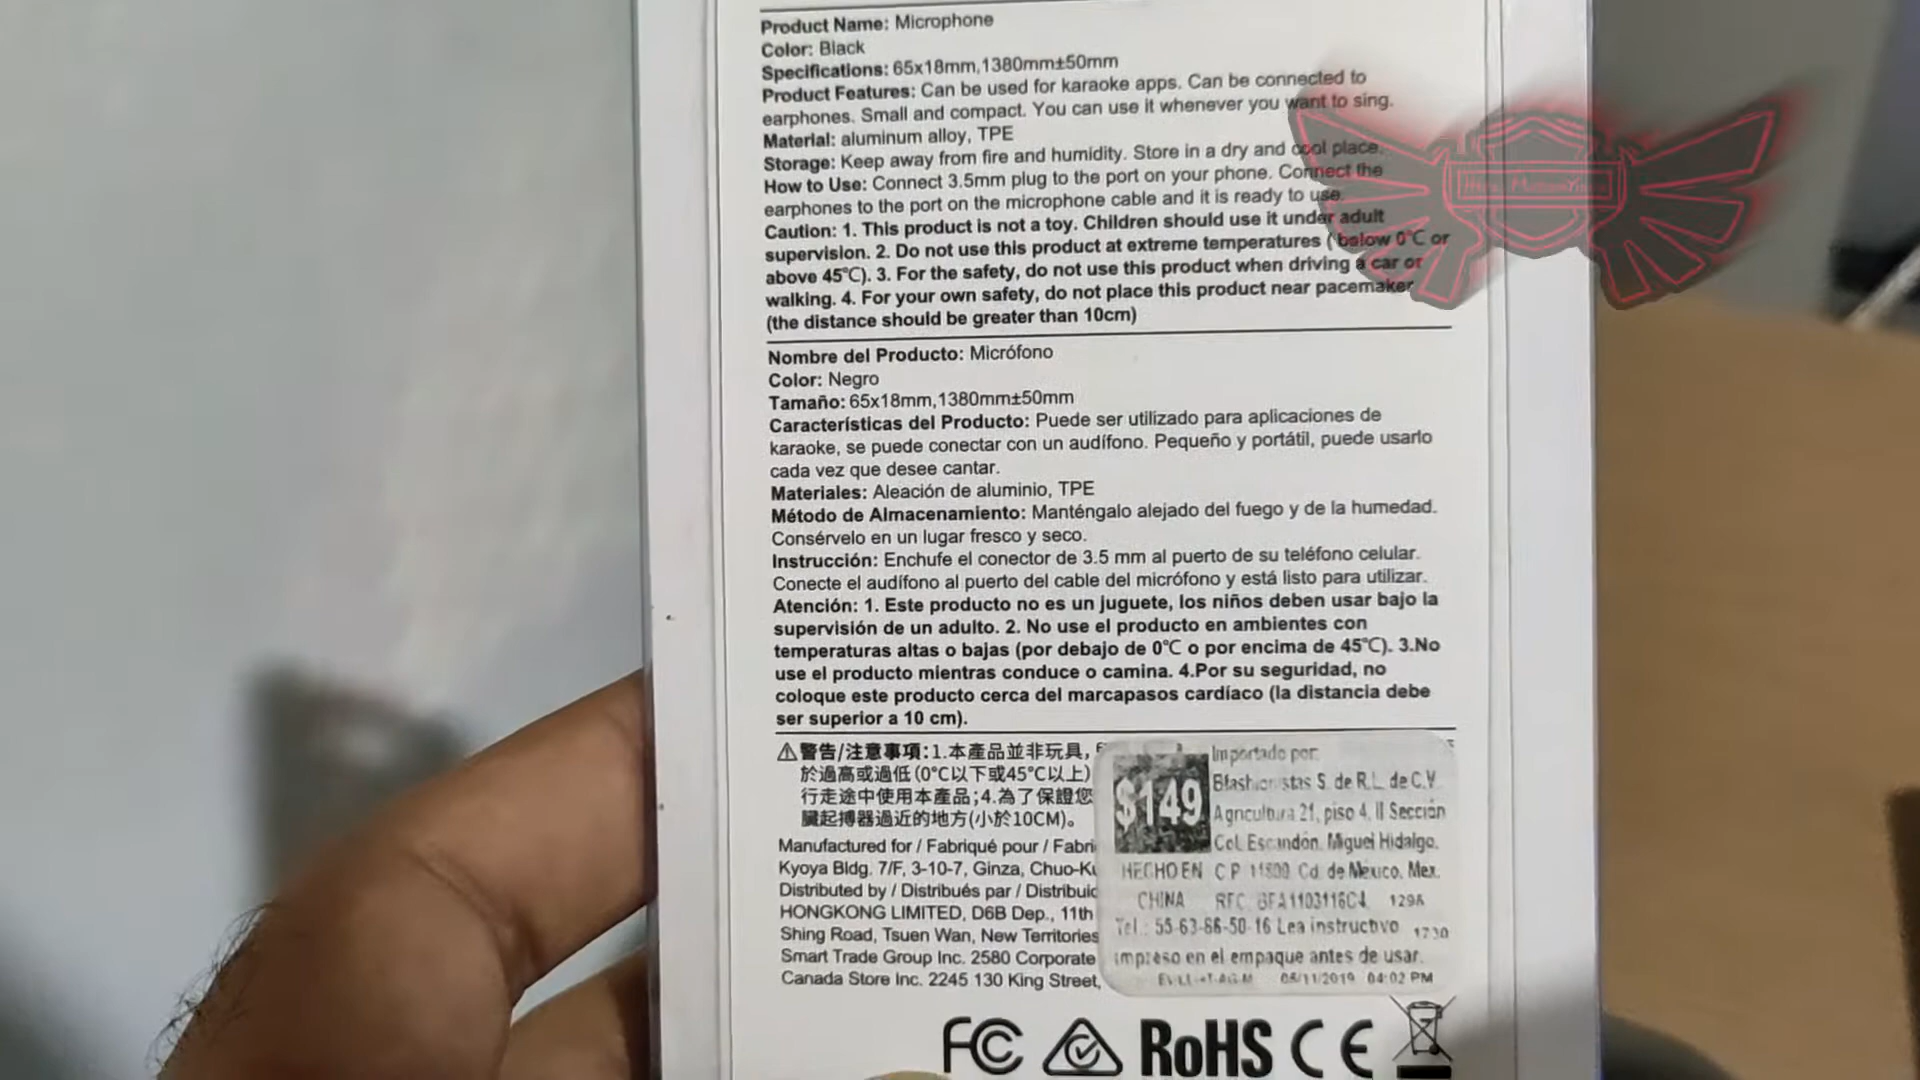 Product Name: Microphone
Color: Black
Specifications: 65x18mm,1380mm±50mm
Product Features: Can be used for karaoke apps. Can be connected to
earphones. Small and compact. You can use it whenever you want to sing.
Material: aluminum alloy, TPE
Storage: Keep away from fire and humidity. Store in a dry and cool place.
How to Use: Connect 3.5mm plug to the port on your phone. Connect the
earphones to the port on the microphone cable and it is ready to use.
Caution: 1. This product is not a toy. Children should use it under adult
supervision. 2. Do not use this product at extreme temperatures ( below 0℃ or
above 45℃). 3. For the safety, do not use this product when driving a car or
walking. 4. For your own safety, do not place this product near pacemaker
(the distance should be greater than 10cm)
Nombre del Producto: Micrófono
Color: Negro
Tamaño: 65x18mm,1380mm±50mm
Características del Producto: Puede ser utilizado para aplicaciones de
karaoke, se puede conectar con un audífono. Pequeño y portátil, puede usarlo
cada vez que desee cantar.
Materiales: Aleación de aluminio, TPE
Método de Almacenamiento: Manténgalo alejado del fuego y de la humedad.
Consérvelo en un lugar fresco y seco.
Instrucción: Enchufe el conector de 3.5 mm al puerto de su teléfono celular.
Conecte el audífono al puerto del cable del micrófono y está listo para utilizar.
Atención: 1. Este producto no es un juguete, los niños deben usar bajo la
supervisión de un adulto. 2. No use el producto en ambientes con
temperaturas altas o bajas (por debajo de 0℃ o por encima de 45℃). 3.No
use el producto mientras conduce o camina. 4.Por su seguridad, no
coloque este producto cerca del marcapasos cardíaco (la distancia debe
ser superior a 10 cm).
⚠警告/注意事項:1.本產品並非玩具,
於過高或過低(0℃以下或45℃以上)
行走途中使用本產品;4.為了保證您
臟起搏器過近的地方(小於10CM)。
Manufactured for / Fabriqué pour / Fabri
Kyoya Bldg. 7/F, 3-10-7, Ginza, Chuo-Ku
Distributed by / Distribués par / Distribuid
HONGKONG LIMITED, D6B Dep., 11th
Shing Road, Tsuen Wan, New Territories
Smart Trade Group Inc. 2580 Corporate
Canada Store Inc. 2245 130 King Street,
$149
Importado por:
S. de R.L. de C.V.
Agricultura 21, piso 4, II Sección
Col. Escandón, Miguel Hidalgo,
HECHO EN C.P. 11800 Cd. de México, Mex.
CHINA RFC. BFA1103116C4 129A
Tel.: 55-63-86-50-16 Lea instructivo 1730
impreso en el empaque antes de usar.
2019 04:02 PM
FC RoHS CE